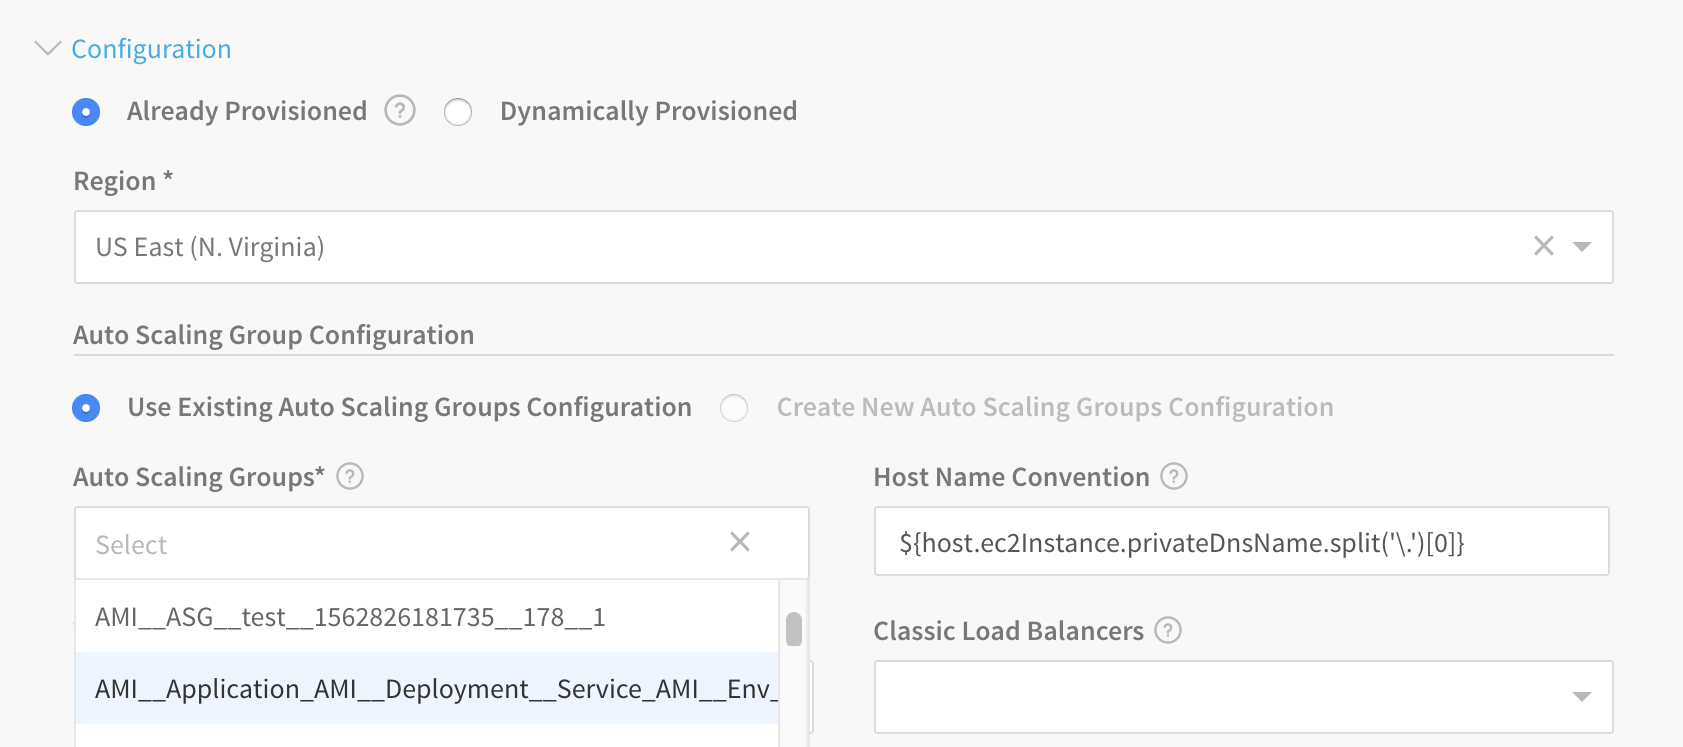 Configuration
Already Provisioned ? Dynamically Provisioned
Region *
US East (N. Virginia)
Auto Scaling Group Configuration
Use Existing Auto Scaling Groups Configuration Create New Auto Scaling Groups Configuration
Auto Scaling Groups* ? Host Name Convention ?
Select ${host.ec2Instance.privateDnsName.split('\.')[0]}
AMI__ASG__test__1562826181735__178__1
Classic Load Balancers ?
AMI__Application_AMI__Deployment__Service_AMI__Env_